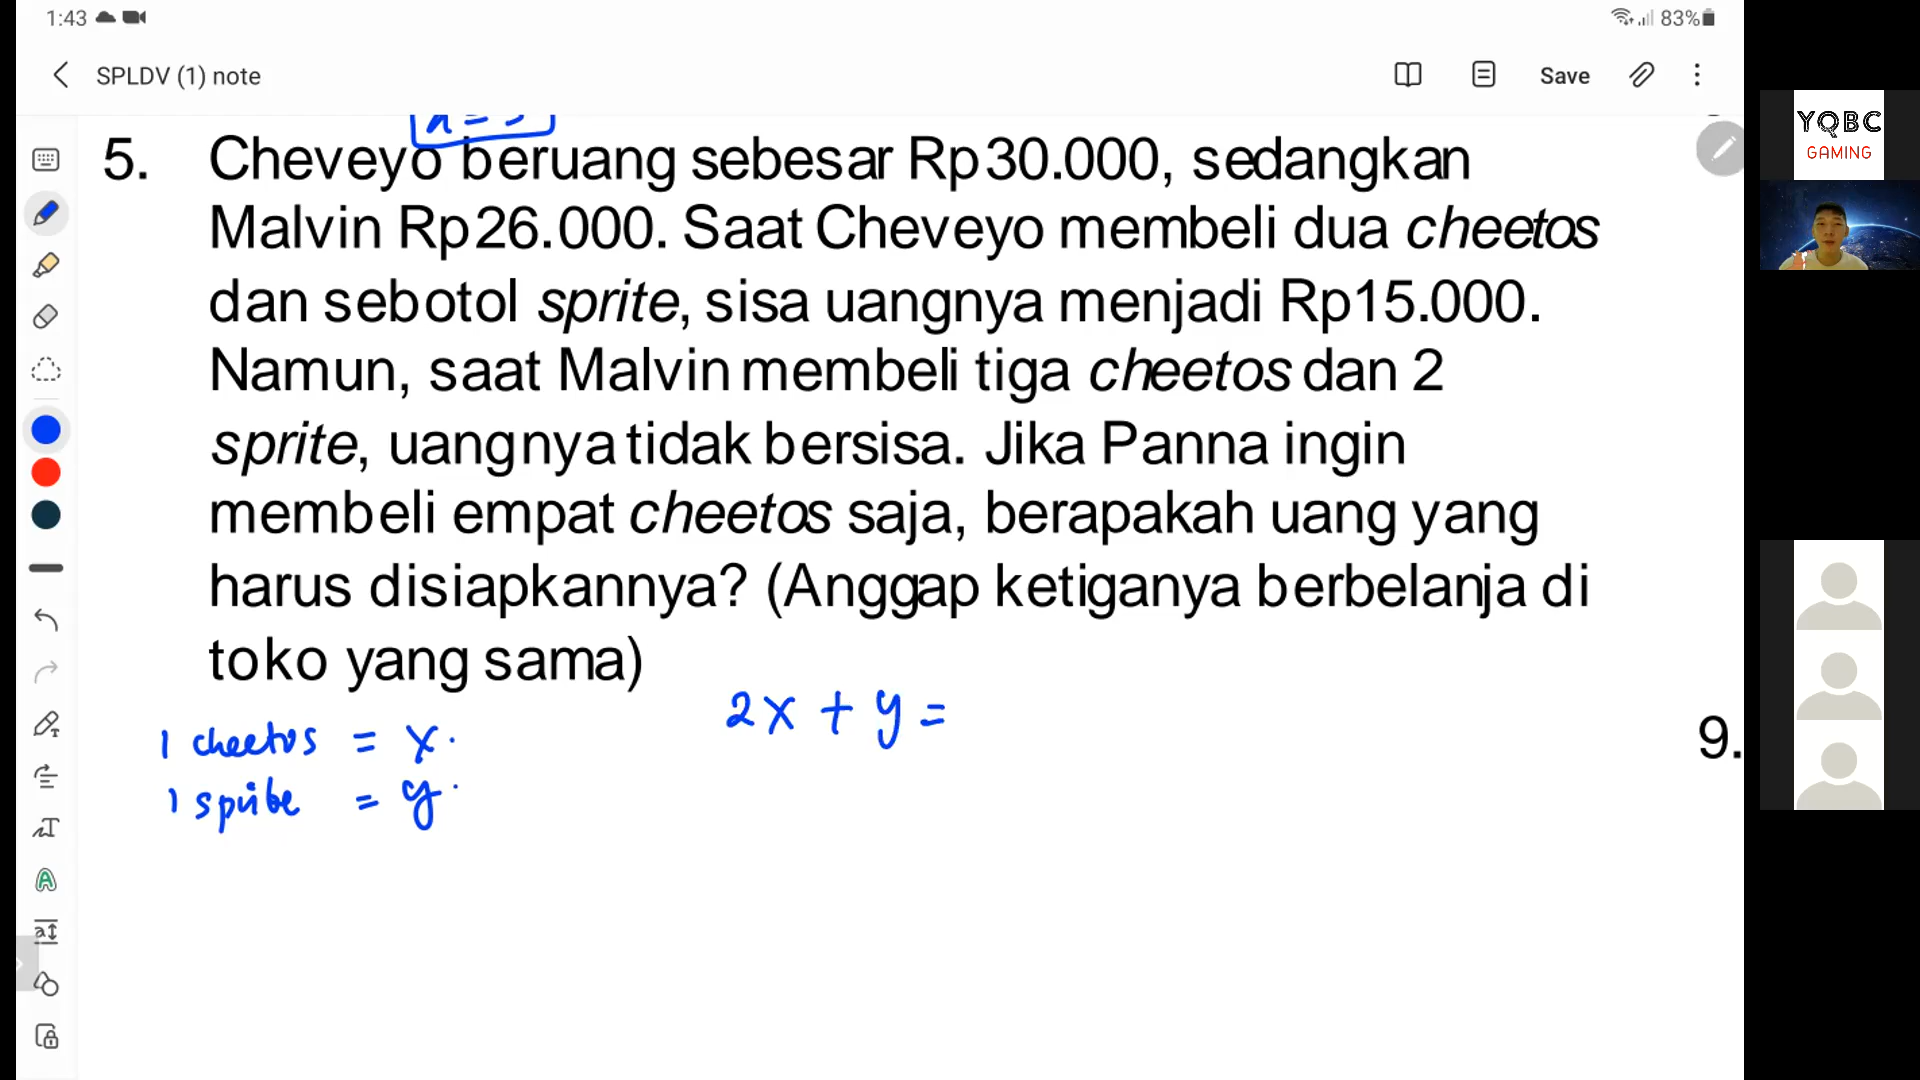 1:43
83%
SPLDV (1) note
Save
5. Cheveyo beruang sebesar Rp30.000, sedangkan
Malvin Rp26.000. Saat Cheveyo membeli dua cheetos
dan sebotol sprite, sisa uangnya menjadi Rp15.000.
Namun, saat Malvin membeli tiga cheetos dan 2
sprite, uangnya tidak bersisa. Jika Panna ingin
membeli empat cheetos saja, berapakah uang yang
harus disiapkannya? (Anggap ketiganya berbelanja di
toko yang sama)
2x + y =
1 cheetos = x.
1 sprite = y.
9.
YQBC
GAMING